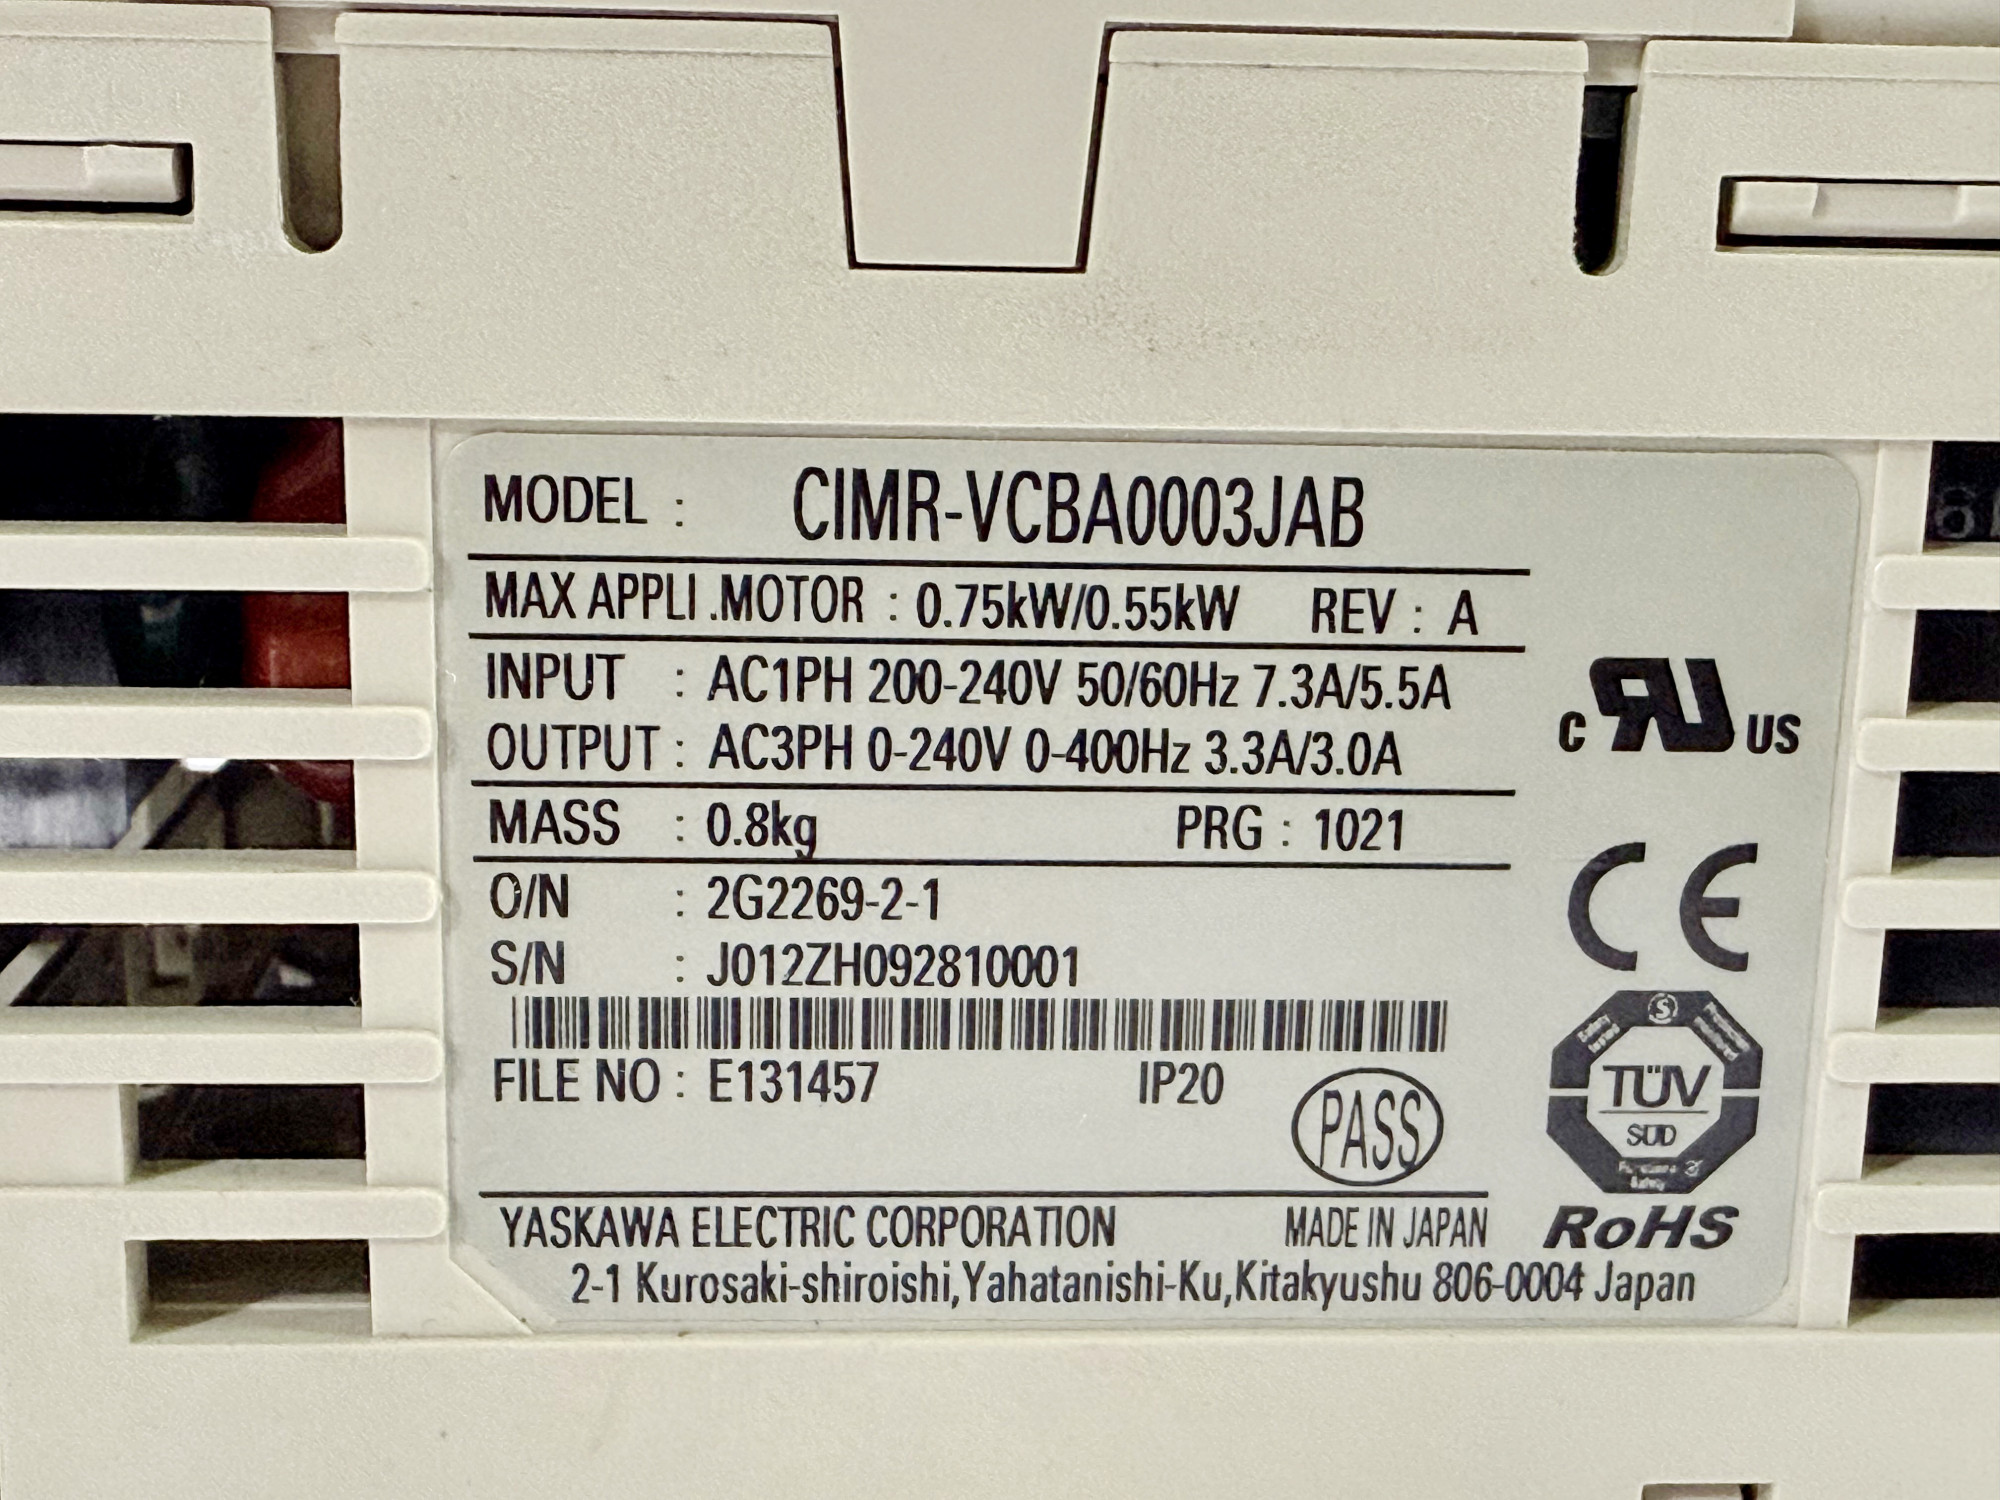 MODEL : CIMR-VCBA0003JAB
MAX APPLI.MOTOR : 0.75kW/0.55kW REV : A
INPUT : AC1PH 200-240V 50/60Hz 7.3A/5.5A
OUTPUT : AC3PH 0-240V 0-400Hz 3.3A/3.0A
MASS : 0.8kg PRG : 1021
O/N : 2G2269-2-1
S/N : J012ZH092810001
FILE NO : E131457 IP20
PASS
YASKAWA ELECTRIC CORPORATION MADE IN JAPAN
2-1 Kurosaki-shiroishi,Yahatanishi-Ku,Kitakyushu 806-0004 Japan
C RU US
CE
TÜV
SÜD
RoHS